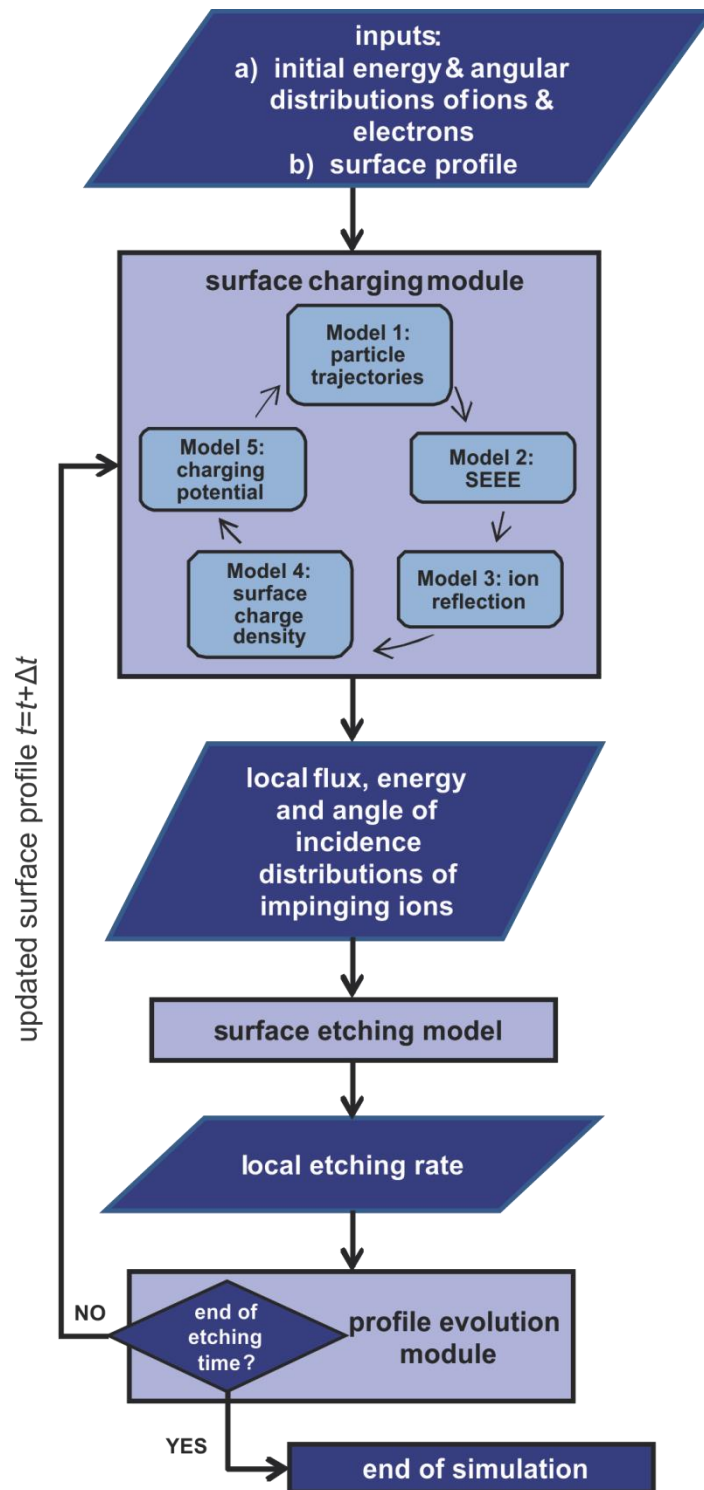 inputs:
a) initial energy & angular
distributions of ions &
electrons
b) surface profile
surface charging module
Model 1:
particle
trajectories
Model 2:
SEEE
Model 3: ion
reflection
Model 4:
surface
charge
density
Model 5:
charging
potential
updated surface profile t=t+Δt
local flux, energy
and angle of
incidence
distributions of
impinging ions
surface etching model
local etching rate
profile evolution
module
end of
etching
time?
NO
YES
end of simulation